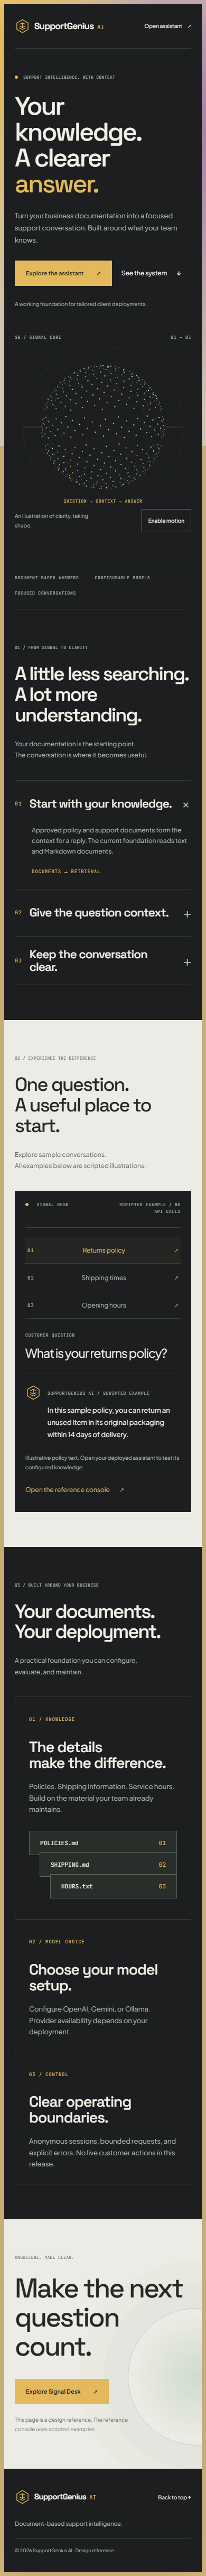 SupportGenius AI
Open assistant ↗
SUPPORT INTELLIGENCE, WITH CONTEXT
Your
knowledge.
A clearer
answer.
Turn your business documentation into a focused
support conversation. Built around what your team
knows.
Explore the assistant ↗
See the system ↓
A working foundation for tailored client deployments.
SG / SIGNAL CORE
01 — 03
QUESTION → CONTEXT → ANSWER
An illustration of clarity, taking
shape.
Enable motion
DOCUMENT-BASED ANSWERS
CONFIGURABLE MODELS
FOCUSED CONVERSATIONS
01 / FROM SIGNAL TO CLARITY
A little less searching.
A lot more
understanding.
Your documentation is the starting point.
The conversation is where it becomes useful.
01 Start with your knowledge. ×
Approved policy and support documents form the
context for a reply. The current foundation reads text
and Markdown documents.
DOCUMENTS → RETRIEVAL
02 Give the question context. +
03 Keep the conversation
clear. +
02 / EXPERIENCE THE DIFFERENCE
One question.
A useful place to
start.
Explore sample conversations.
All examples below are scripted illustrations.
SIGNAL DESK
SCRIPTED EXAMPLE / NO
API CALLS
01 Returns policy ↗
02 Shipping times ↗
03 Opening hours ↗
CUSTOMER QUESTION
What is your returns policy?
SUPPORTGENIUS AI / SCRIPTED EXAMPLE
In this sample policy, you can return an
unused item in its original packaging
within 14 days of delivery.
Illustrative policy text. Open your deployed assistant to test its
configured knowledge.
Open the reference console ↗
03 / BUILT AROUND YOUR BUSINESS
Your documents.
Your deployment.
A practical foundation you can configure,
evaluate, and maintain.
01 / KNOWLEDGE
The details
make the difference.
Policies. Shipping information. Service hours.
Build on the material your team already
maintains.
POLICIES.md 01
SHIPPING.md 02
HOURS.txt 03
02 / MODEL CHOICE
Choose your model
setup.
Configure OpenAI, Gemini, or Ollama.
Provider availability depends on your
deployment.
03 / CONTROL
Clear operating
boundaries.
Anonymous sessions, bounded requests, and
explicit errors. No live customer actions in this
release.
KNOWLEDGE, MADE CLEAR.
Make the next
question
count.
Explore Signal Desk ↗
This page is a design reference. The reference
console uses scripted examples.
SupportGenius AI
Back to top ↑
Document-based support intelligence.
© 2026 SupportGenius AI · Design reference